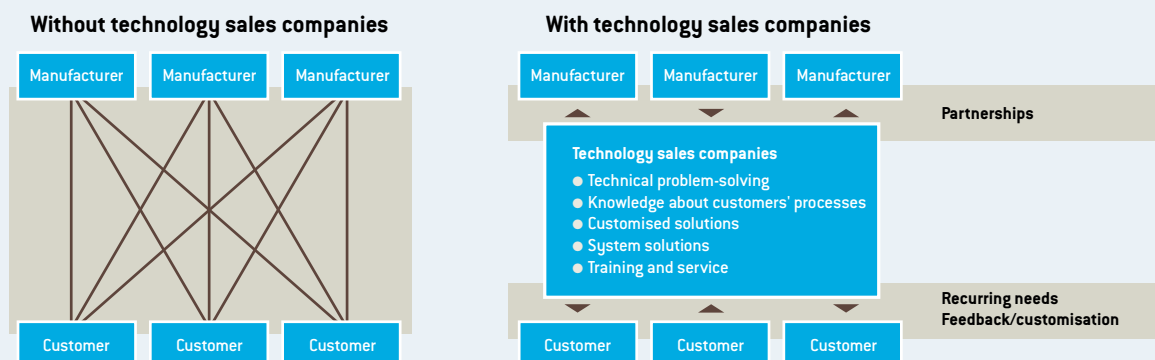 Without technology sales companies
Manufacturer
Manufacturer
Manufacturer
Customer
Customer
Customer
With technology sales companies
Manufacturer
Manufacturer
Manufacturer
Partnerships
Technology sales companies
● Technical problem-solving
● Knowledge about customers' processes
● Customised solutions
● System solutions
● Training and service
Recurring needs
Feedback/customisation
Customer
Customer
Customer